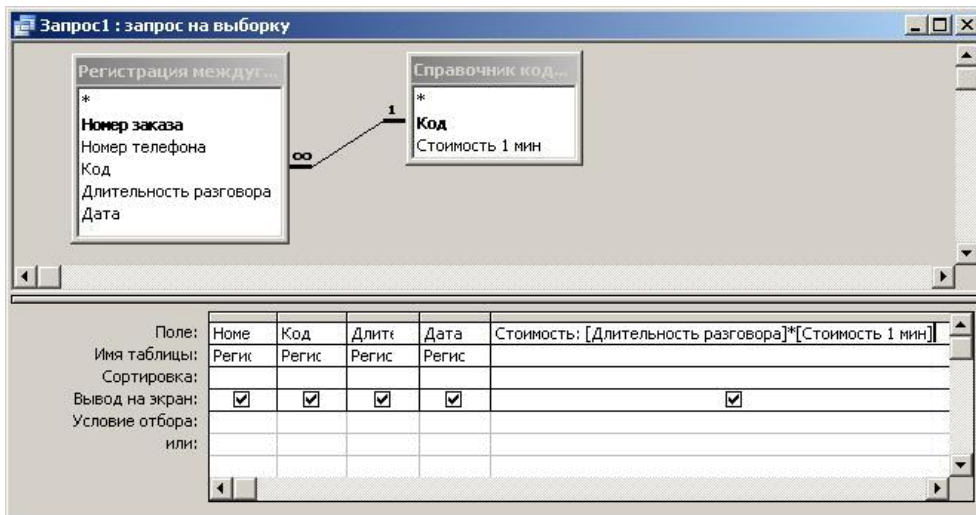 Запрос1 : запрос на выборку
Регистрация междуг...
*
Номер заказа
Номер телефона
Код
Длительность разговора
Дата
∞
1
Справочник код...
*
Код
Стоимость 1 мин
Поле: Номе Код Длите Дата Стоимость: [Длительность разговора]*[Стоимость 1 мин]
Имя таблицы: Регис Регис Регис Регис
Сортировка:
Вывод на экран:
Условие отбора:
или: